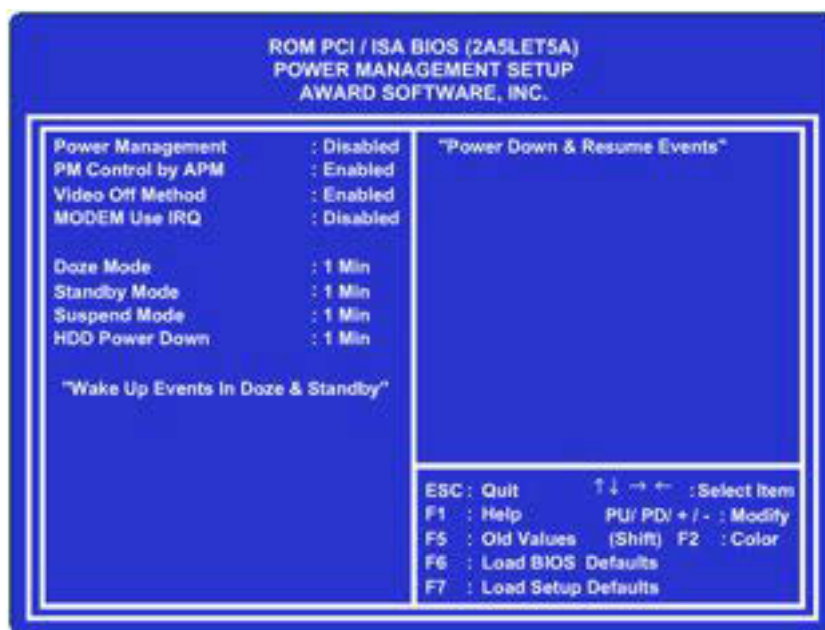 ROM PCI / ISA BIOS (2A5LET5A)
POWER MANAGEMENT SETUP
AWARD SOFTWARE, INC.
Power Management : Disabled
PM Control by APM : Enabled
Video Off Method : Enabled
MODEM Use IRQ : Disabled
Doze Mode : 1 Min
Standby Mode : 1 Min
Suspend Mode : 1 Min
HDD Power Down : 1 Min
"Wake Up Events In Doze & Standby"
"Power Down & Resume Events"
ESC : Quit ↑↓ → ← : Select Item
F1 : Help PU/ PD/ + / - : Modify
F5 : Old Values (Shift) F2 : Color
F6 : Load BIOS Defaults
F7 : Load Setup Defaults